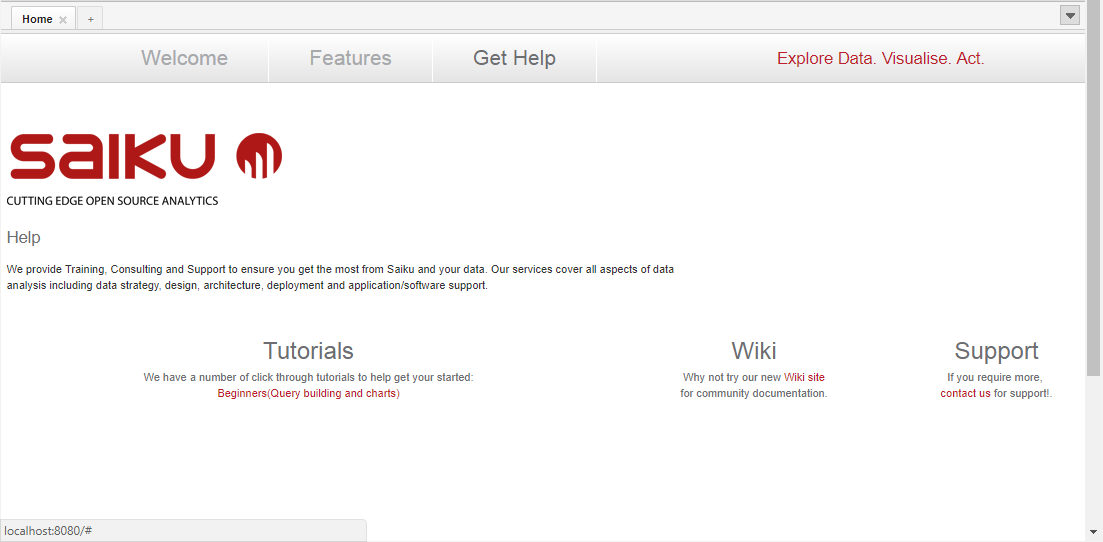 Home
+
Welcome
Features
Get Help
Explore Data. Visualise. Act.
saiku
CUTTING EDGE OPEN SOURCE ANALYTICS
Help
We provide Training, Consulting and Support to ensure you get the most from Saiku and your data. Our services cover all aspects of data
analysis including data strategy, design, architecture, deployment and application/software support.
Tutorials
We have a number of click through tutorials to help get your started:
Beginners(Query building and charts)
Wiki
Why not try our new Wiki site
for community documentation.
Support
If you require more,
contact us for support!.
localhost:8080/#